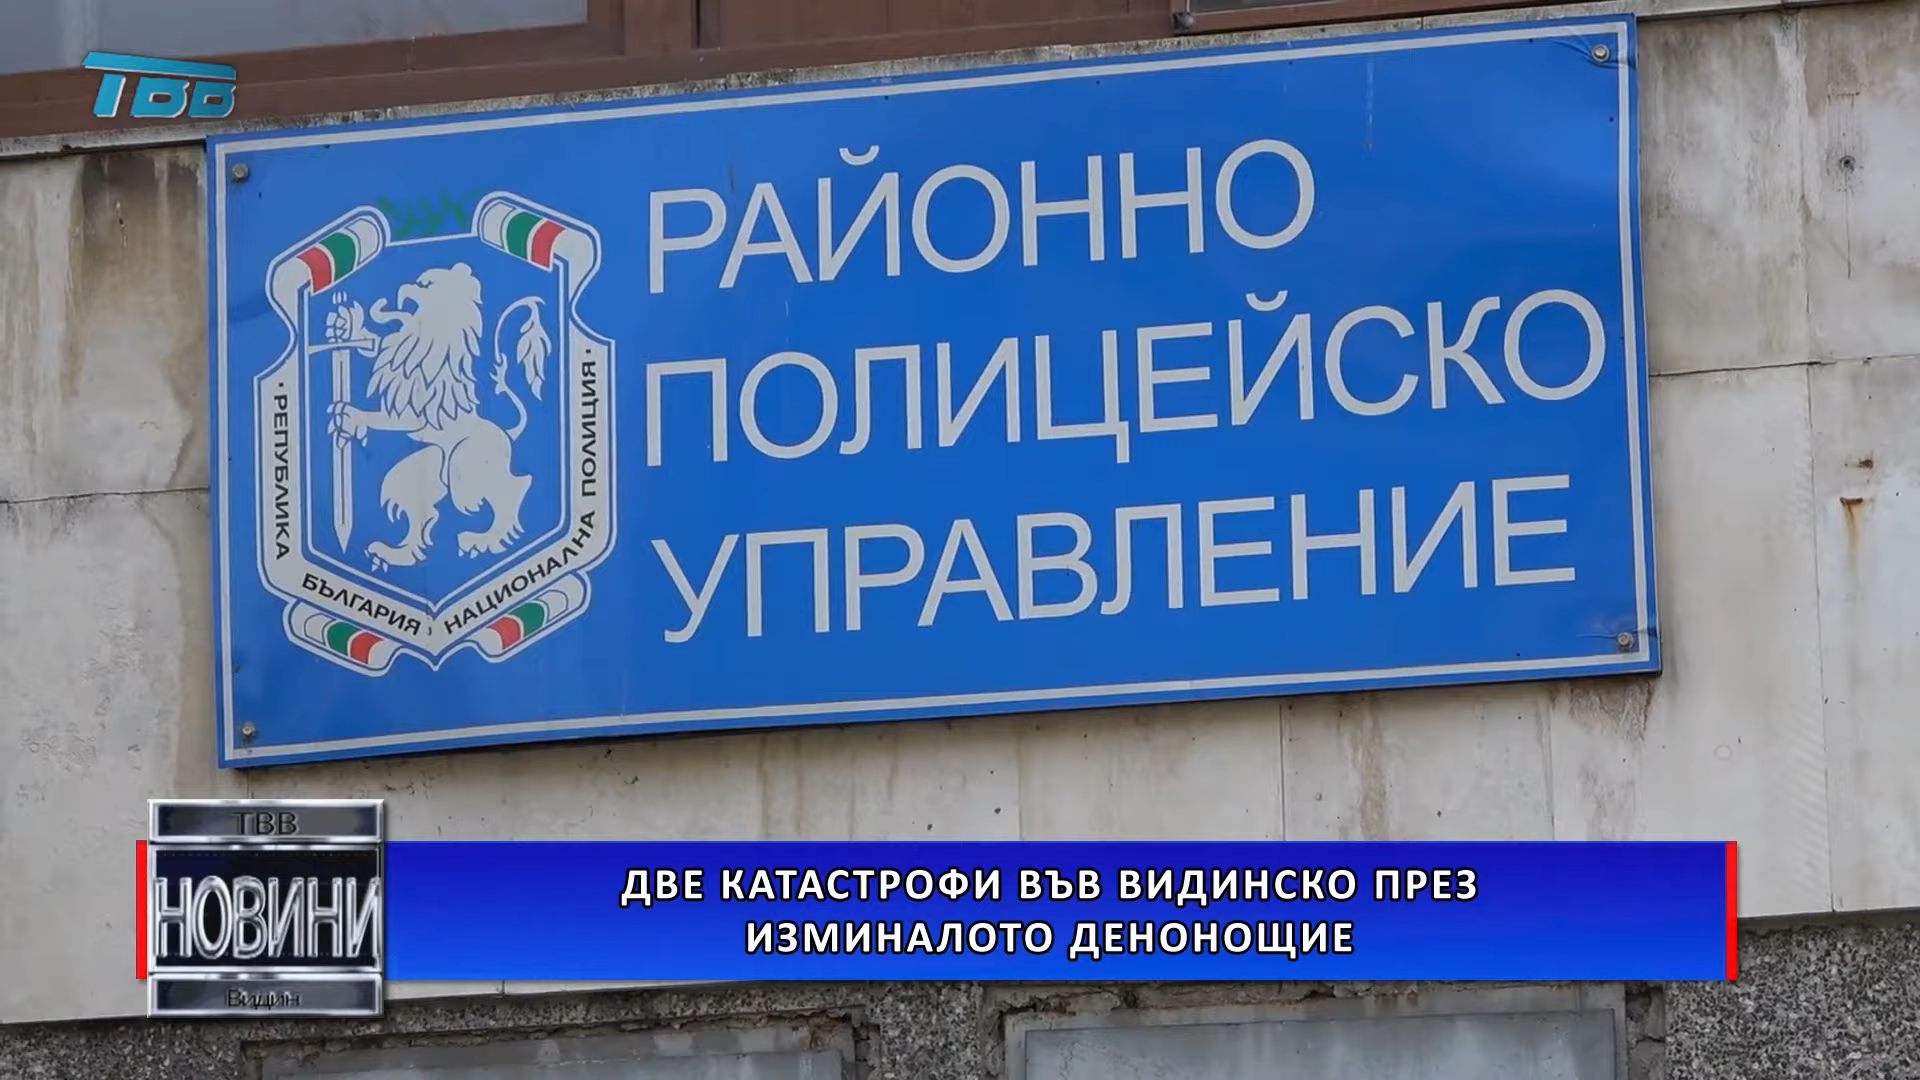 ТВВ
РАЙОННО
ПОЛИЦЕЙСКО
УПРАВЛЕНИЕ
· РЕПУБЛИКА БЪЛГАРИЯ
НАЦИОНАЛНА ПОЛИЦИЯ ·
ТВВ
НОВИНИ
Видин
ДВЕ КАТАСТРОФИ ВЪВ ВИДИНСКО ПРЕЗ
ИЗМИНАЛОТО ДЕНОНОЩИЕ